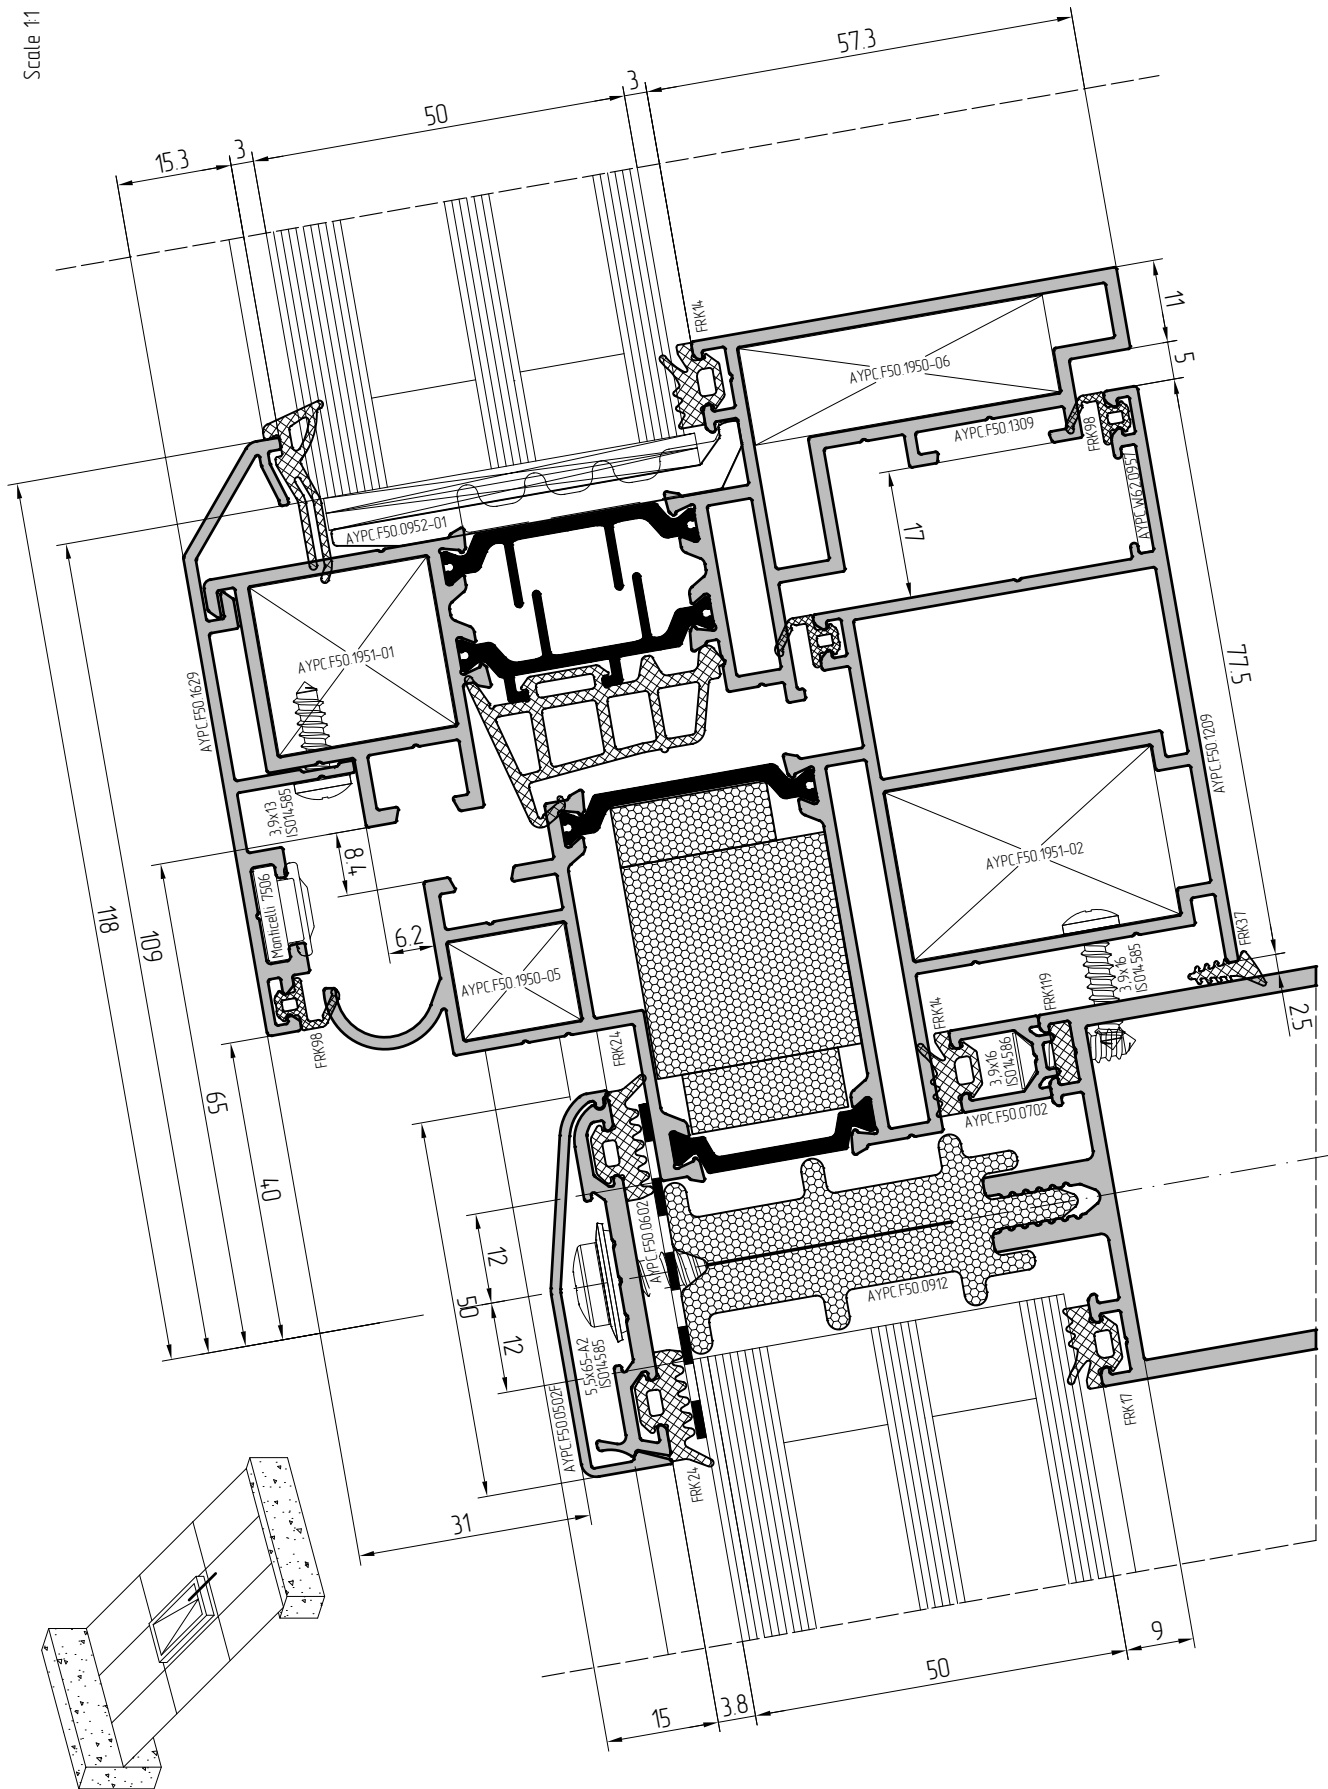 Scale 1:1
57.3
3
50
3
15.3
11
5
FRK14
AYPC.F50.1950-06
AYPC.F50.1309
FRK98
AYPC.W62.0957
17
AYPC.F50.0952-01
AYPC.F50.1951-01
AYPC.F50.1629
77.5
AYPC.F50.1209
3,9x13
ISO14585
8.4
AYPC.F50.1951-02
Monticelli 7506
6.2
118
109
AYPC.F50.1950-05
FRK37
3,9x16
ISO14585
2.5
FRK119
FRK14
3,9x16
ISO14586
AYPC.F50.0702
FRK98
FRK24
65
40
AYPC.F50.0602
12
50
12
AYPC.F50.0912
5,5x65-A2
ISO14585
AYPC.F50.0502F
FRK17
FRK24
31
9
50
3.8
15